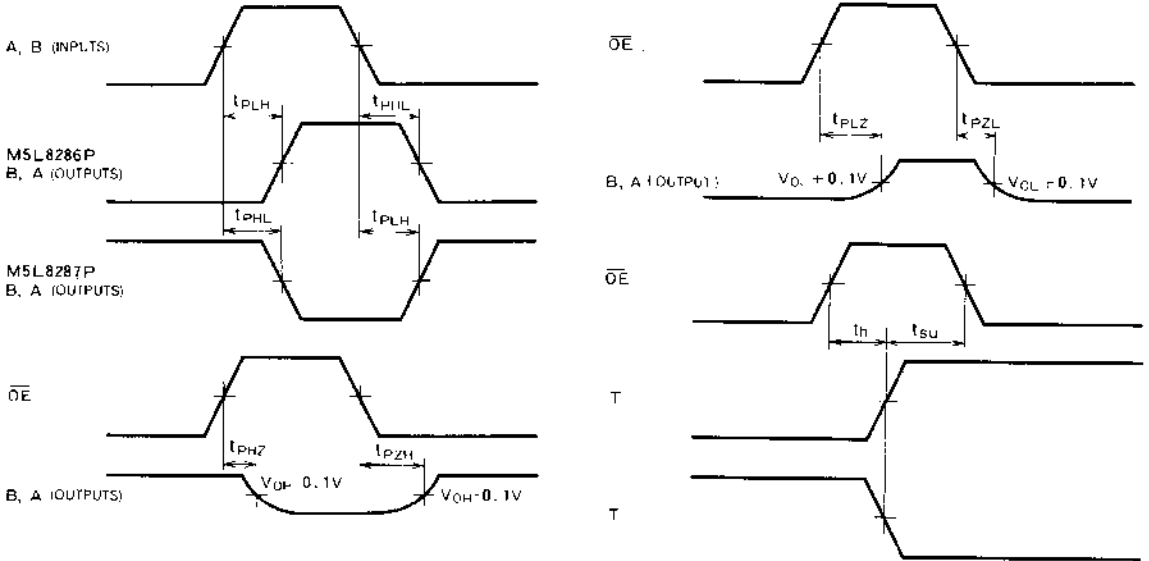 A, B (INPUTS)
tPLH
tPHL
M5L8286P
B, A (OUTPUTS)
tPHL
tPLH
M5L8287P
B, A (OUTPUTS)
OE
tPHZ
tPZH
B, A (OUTPUTS)
VOH - 0.1V
VOH - 0.1V
OE
tPLZ
tPZL
B, A (OUTPUT)
VOL + 0.1V
VOL - 0.1V
OE
th
tsu
T
T